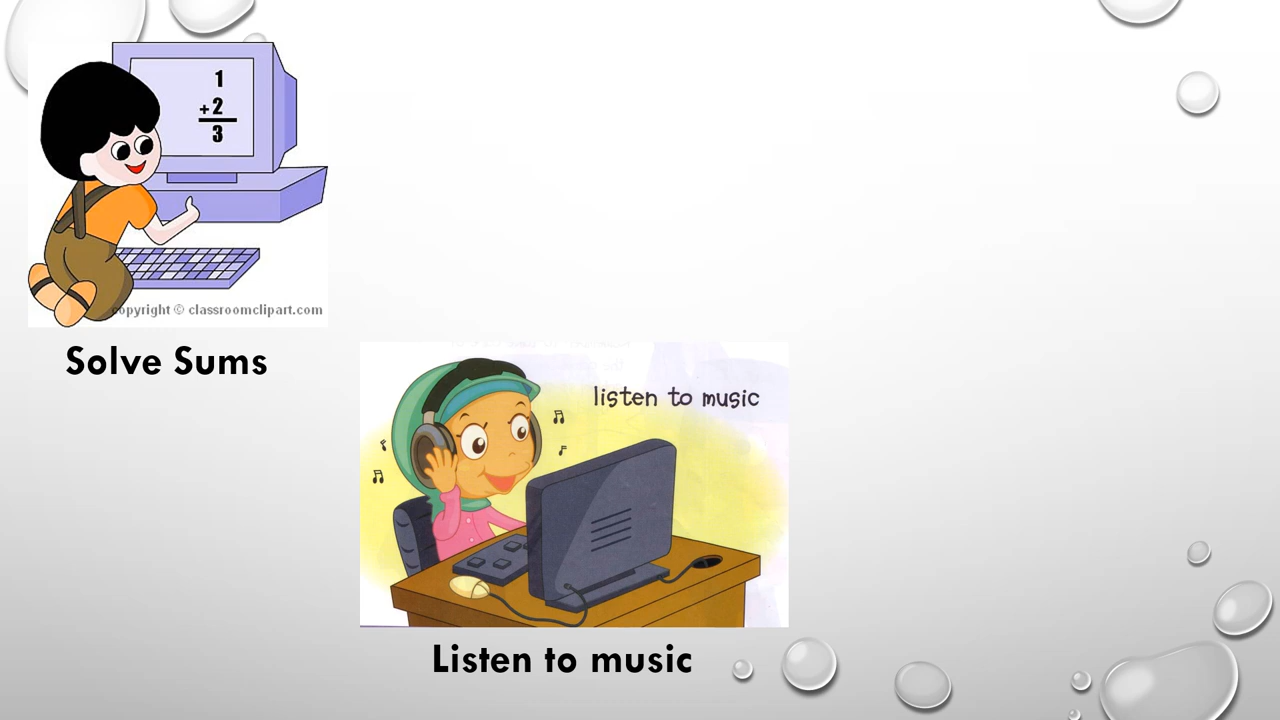 1
+2
3
copyright © classroomclipart.com
Solve Sums
listen to music
Listen to music